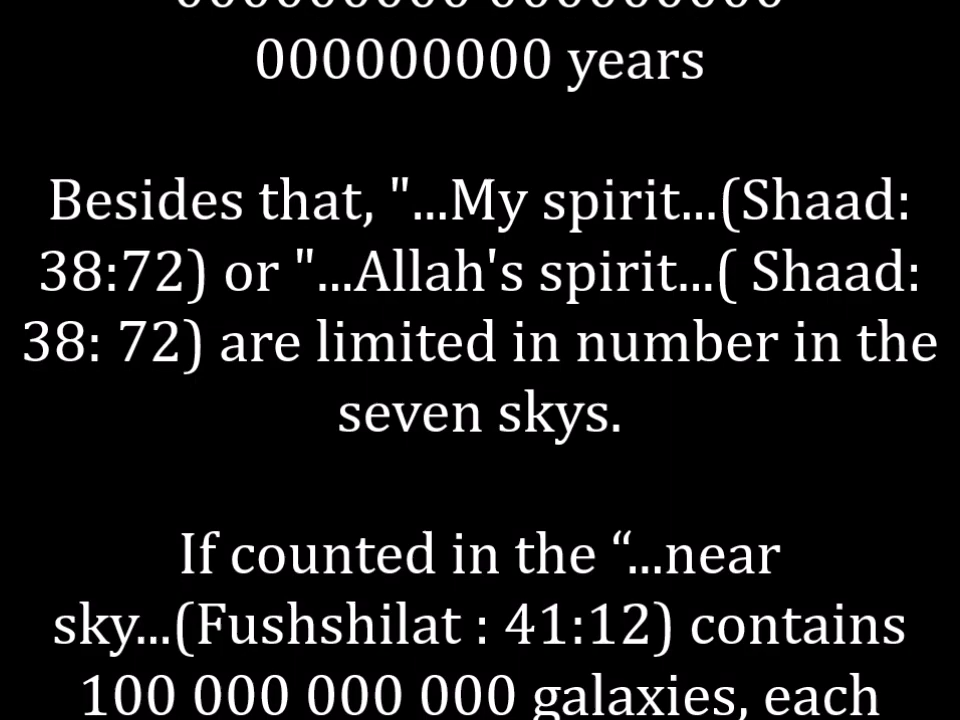 000000000 000000000
000000000 years
Besides that, "...My spirit...(Shaad:
38:72) or "...Allah's spirit...( Shaad:
38: 72) are limited in number in the
seven skys.
If counted in the “...near
sky...(Fushshilat : 41:12) contains
100 000 000 000 galaxies, each